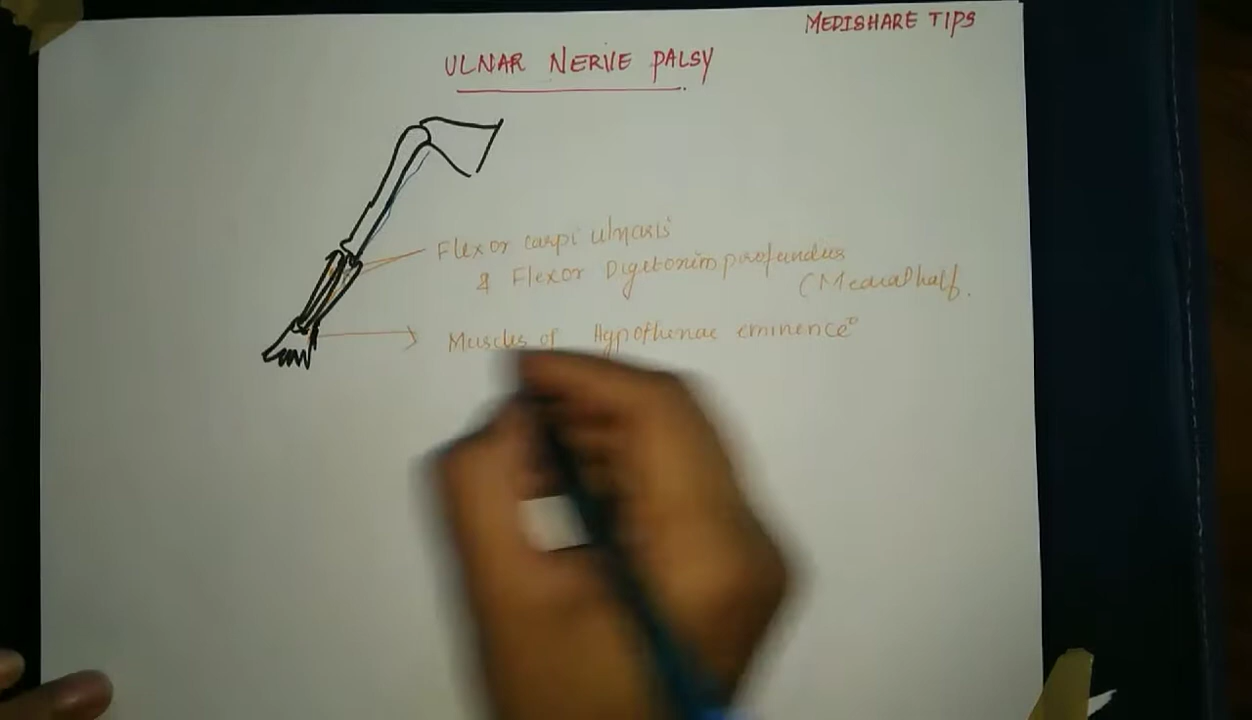 MEDISHARE TIPS
ULNAR NERVE PALSY
Flexor carpi ulnaris
& Flexor Digitorum profundus
(Medial half.
Muscles of Hypothenar eminence